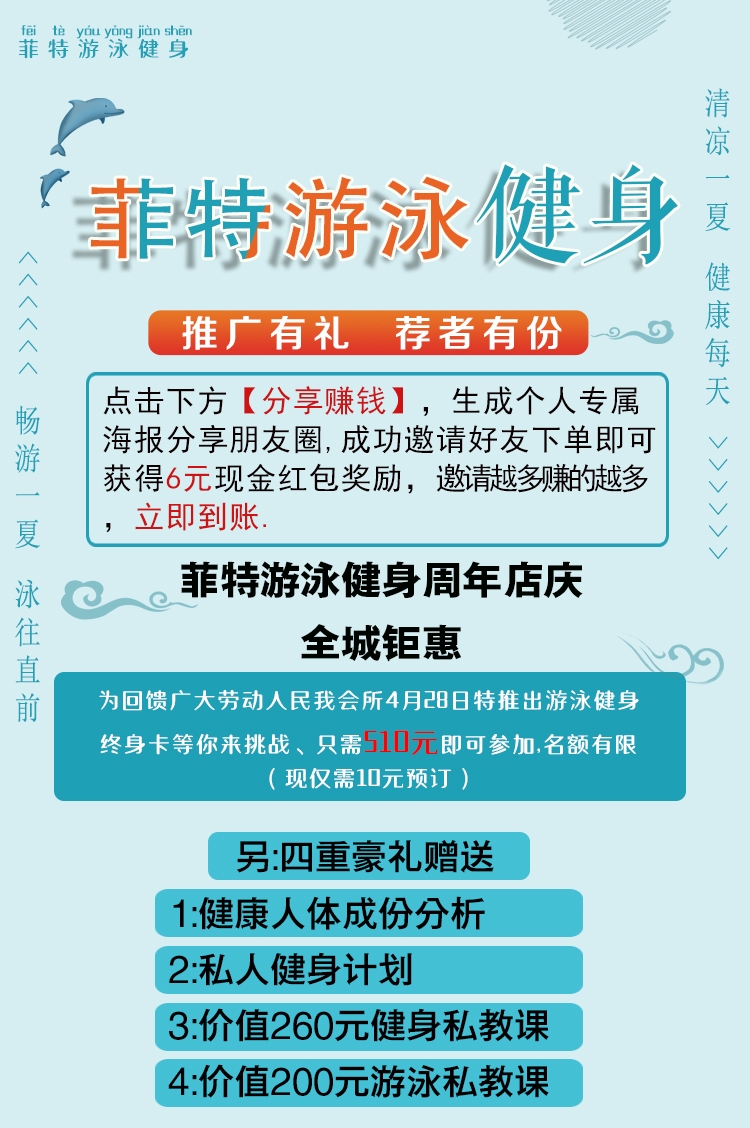 fēi tè yóu yǒng jiàn shēn
菲特游泳健身
清凉一夏 健康每天
菲特游泳健身
推广有礼 荐者有份
点击下方【分享赚钱】，生成个人专属
海报分享朋友圈,成功邀请好友下单即可
获得6元现金红包奖励，邀请越多赚的越多
，立即到账.
畅游一夏 泳往直前
菲特游泳健身周年店庆
全城钜惠
为回馈广大劳动人民我会所4月28日特推出游泳健身
终身卡等你来挑战、只需510元即可参加,名额有限
（现仅需10元预订）
另:四重豪礼赠送
1:健康人体成份分析
2:私人健身计划
3:价值260元健身私教课
4:价值200元游泳私教课